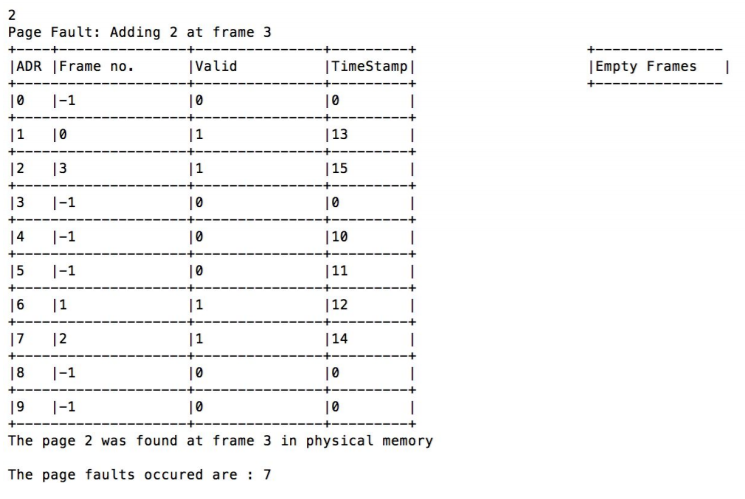 2
Page Fault: Adding 2 at frame 3
|ADR |Frame no. |Valid |TimeStamp| |Empty Frames |
|0 |-1 |0 |0 |
|1 |0 |1 |13 |
|2 |3 |1 |15 |
|3 |-1 |0 |0 |
|4 |-1 |0 |10 |
|5 |-1 |0 |11 |
|6 |1 |1 |12 |
|7 |2 |1 |14 |
|8 |-1 |0 |0 |
|9 |-1 |0 |0 |
The page 2 was found at frame 3 in physical memory
The page faults occured are : 7